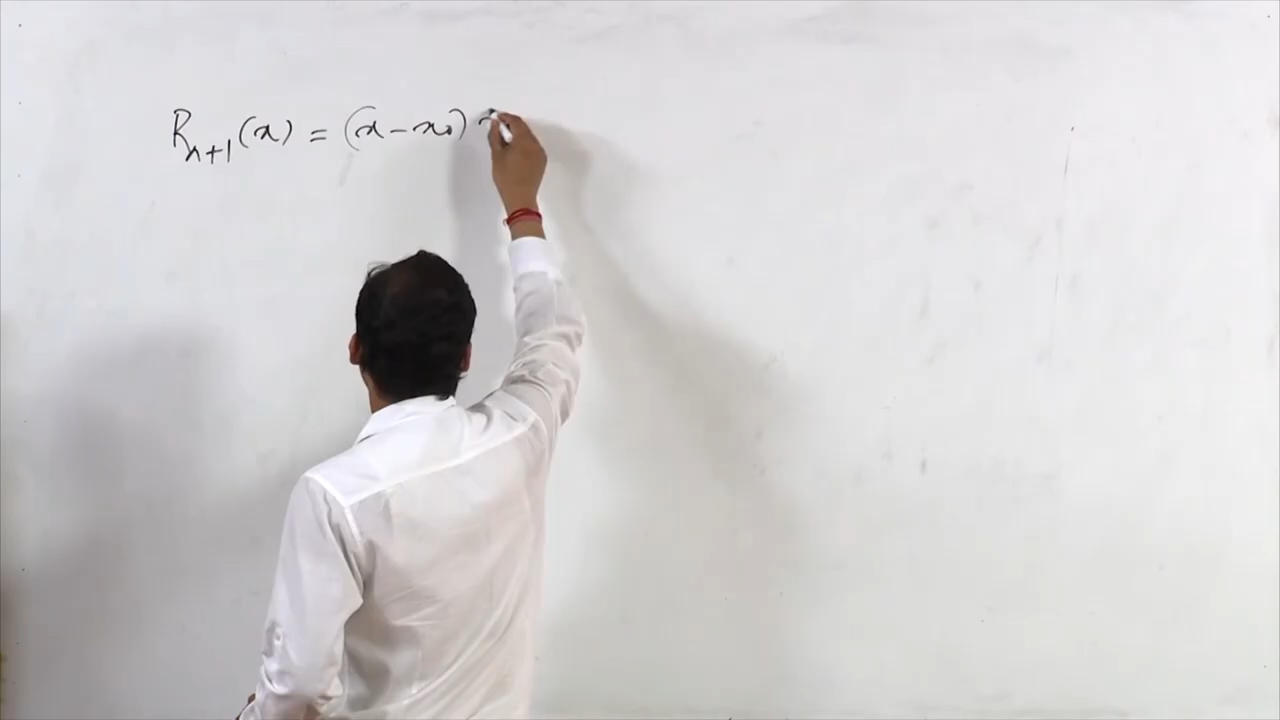 R_{n+1}(x) = (x - x_0)